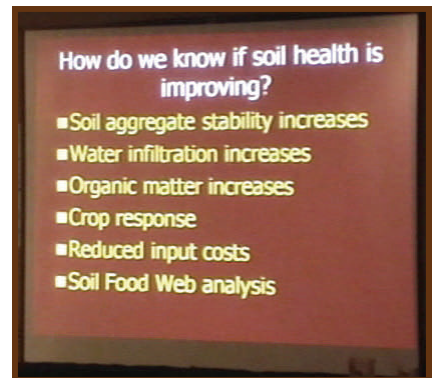 How do we know if soil health is
improving?
▪Soil aggregate stability increases
▪Water infiltration increases
▪Organic matter increases
▪Crop response
▪Reduced input costs
▪Soil Food Web analysis